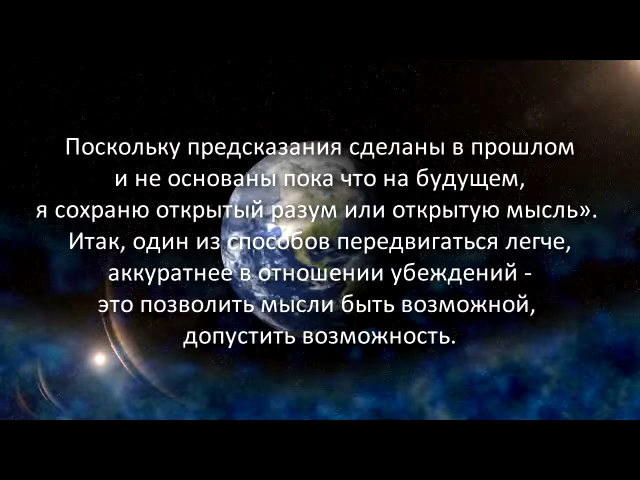 Поскольку предсказания сделаны в прошлом
и не основаны пока что на будущем,
я сохраню открытый разум или открытую мысль».
Итак, один из способов передвигаться легче,
аккуратнее в отношении убеждений -
это позволить мысли быть возможной,
допустить возможность.